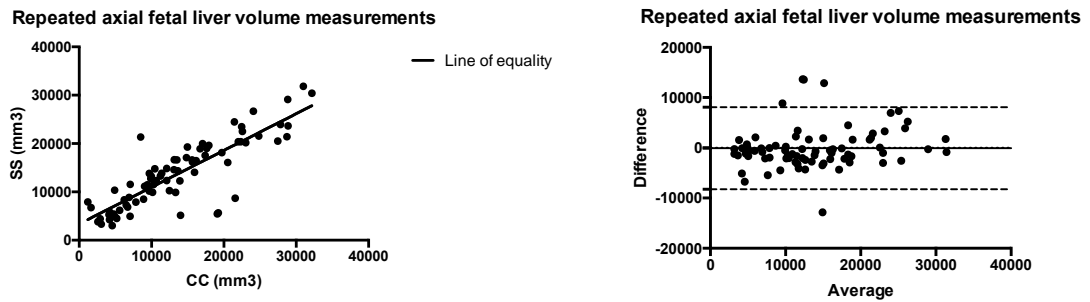 Repeated axial fetal liver volume measurements
40000
30000
20000
10000
0
SS (mm3)
0 10000 20000 30000 40000
CC (mm3)
Line of equality
Repeated axial fetal liver volume measurements
20000
10000
0
-10000
-20000
Difference
0 10000 20000 30000 40000
Average